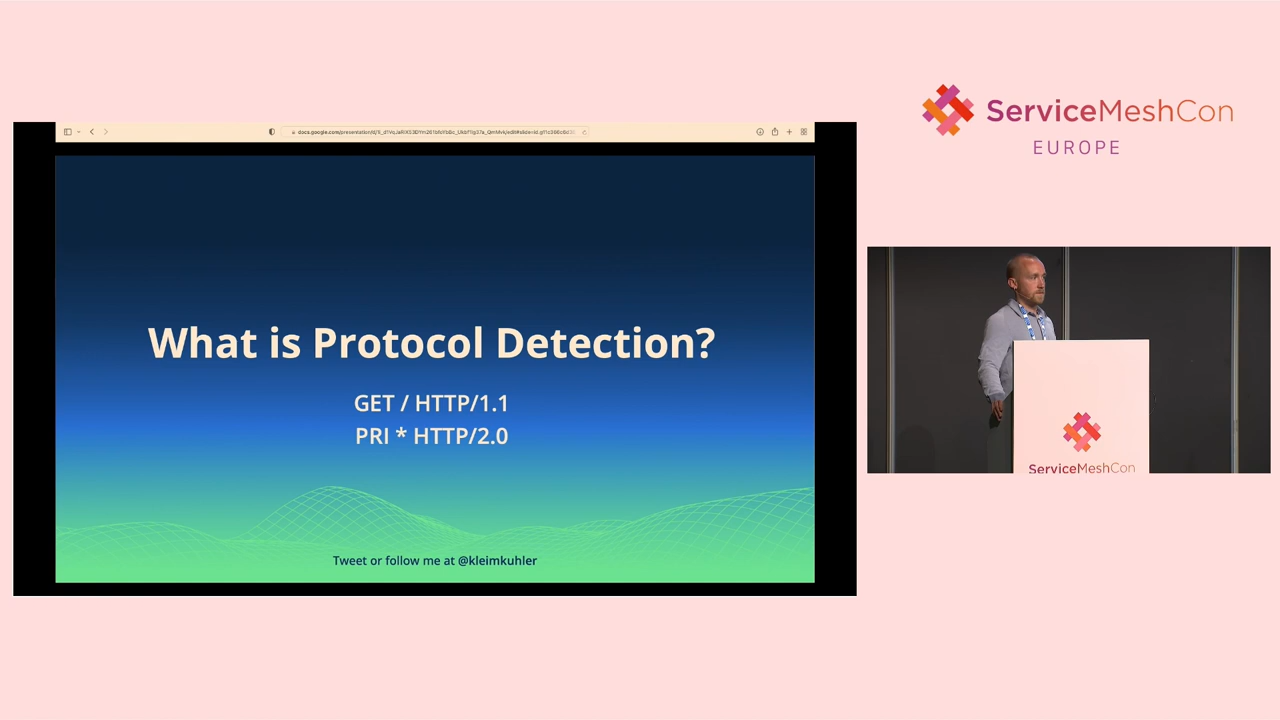 ServiceMeshCon
EUROPE
What is Protocol Detection?
GET / HTTP/1.1
PRI * HTTP/2.0
Tweet or follow me at @kleimkuhler
ServiceMeshCon